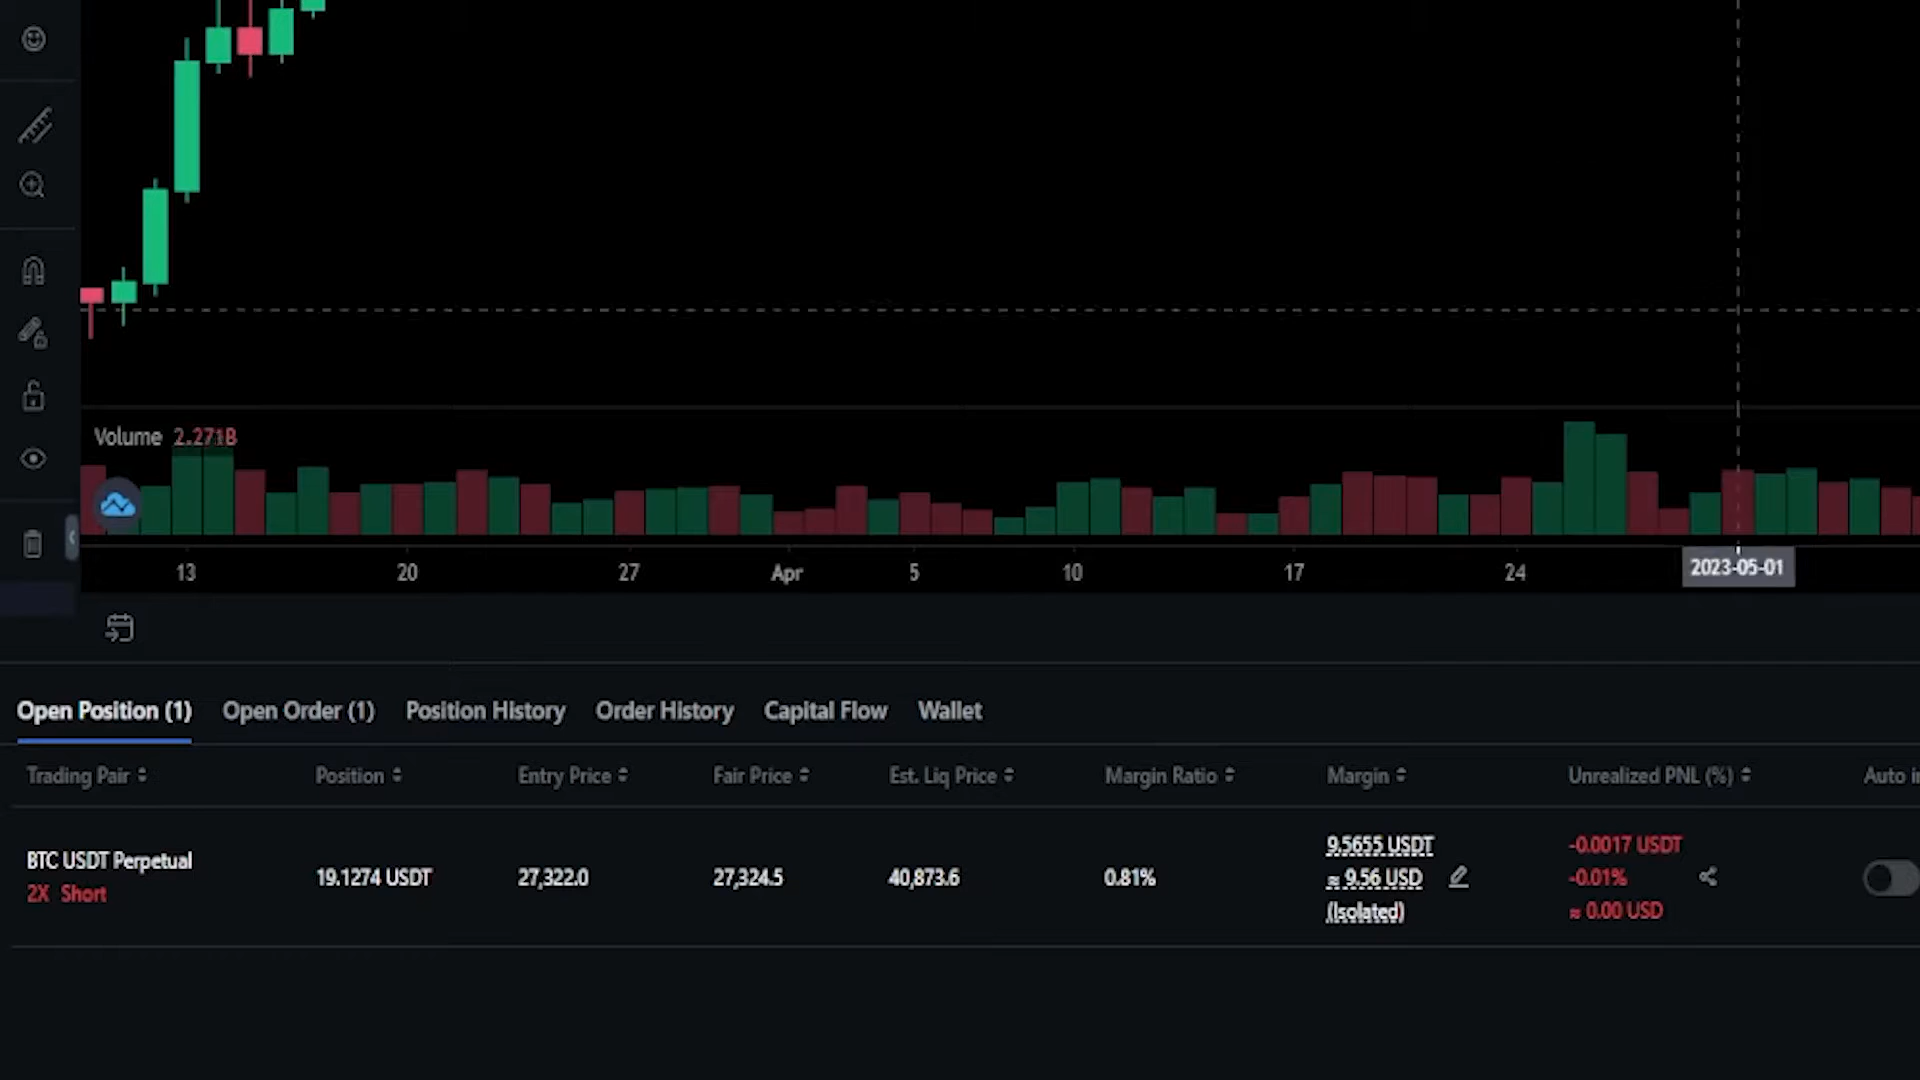 Volume 2.271B
13 20 27 Apr 5 10 17 24 2023-05-01
Open Position (1) Open Order (1) Position History Order History Capital Flow Wallet
Trading Pair Position Entry Price Fair Price Est. Liq Price Margin Ratio Margin Unrealized PNL (%) Auto in
BTC USDT Perpetual
2X Short
19.1274 USDT
27,322.0
27,324.5
40,873.6
0.81%
9.5655 USDT
≈ 9.56 USD
(Isolated)
-0.0017 USDT
-0.01%
≈ 0.00 USD